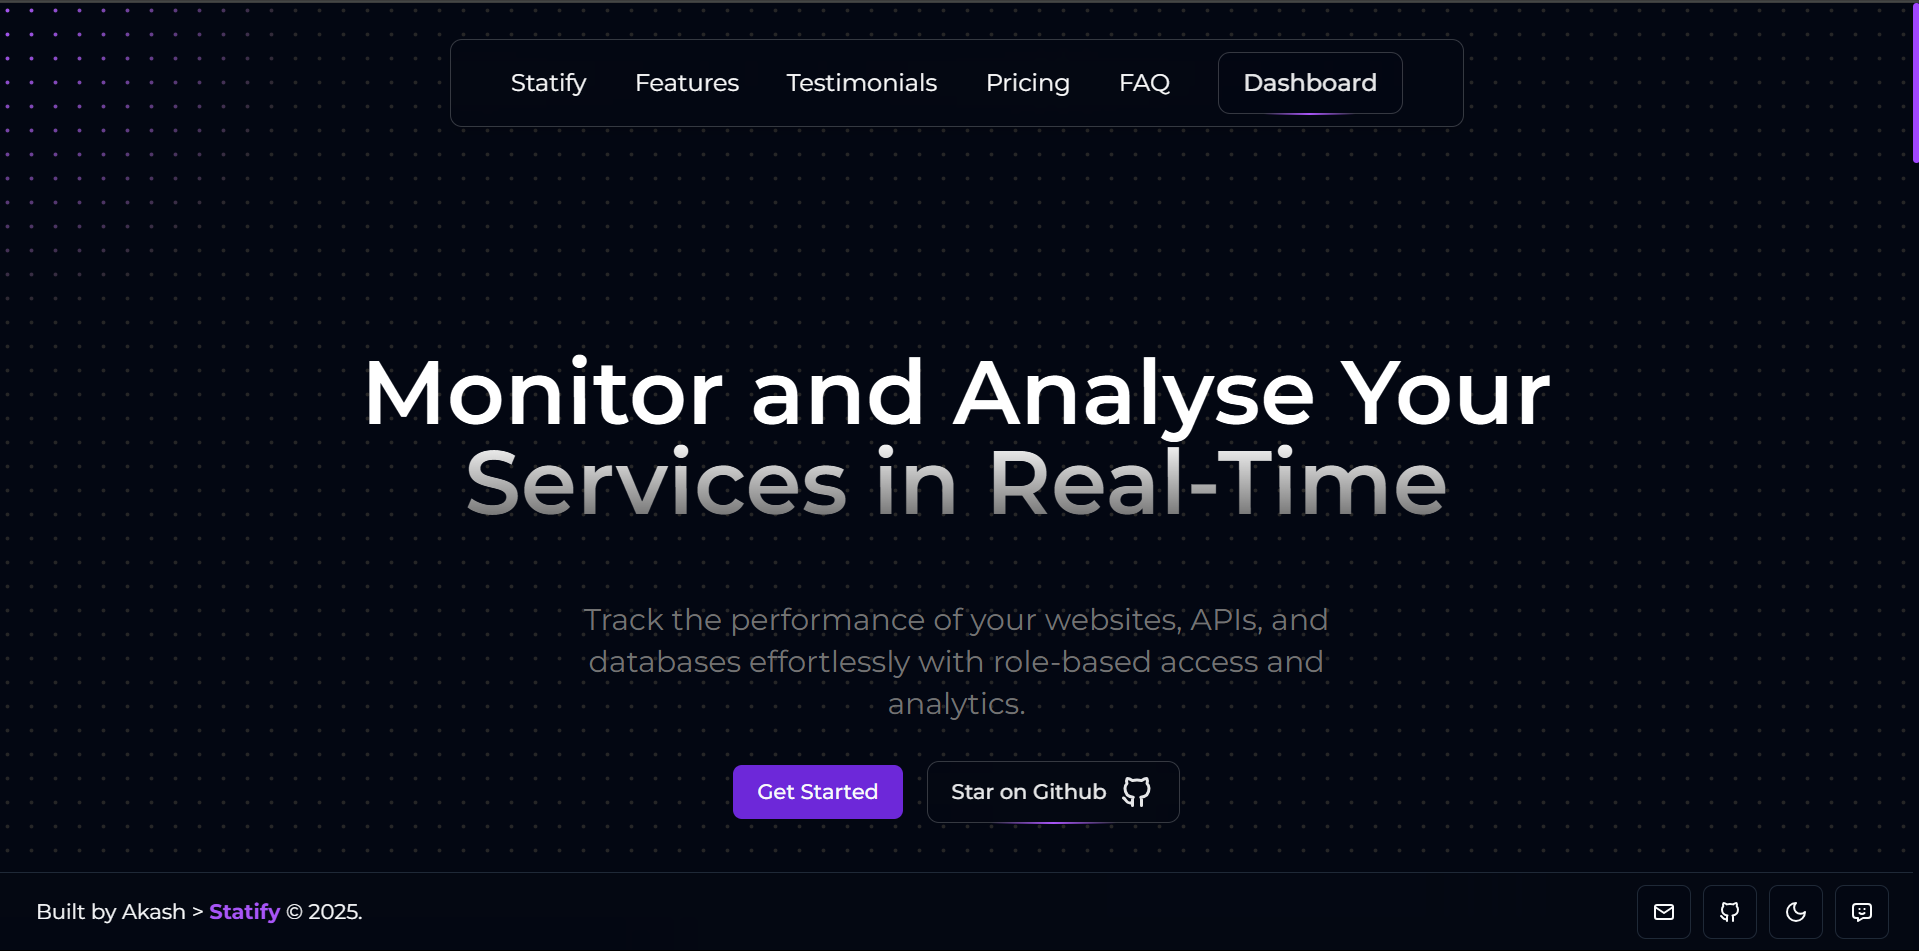 Statify Features Testimonials Pricing FAQ Dashboard
Monitor and Analyse Your
Services in Real-Time
Track the performance of your websites, APIs, and
databases effortlessly with role-based access and
analytics.
Get Started Star on Github
Built by Akash > Statify © 2025.